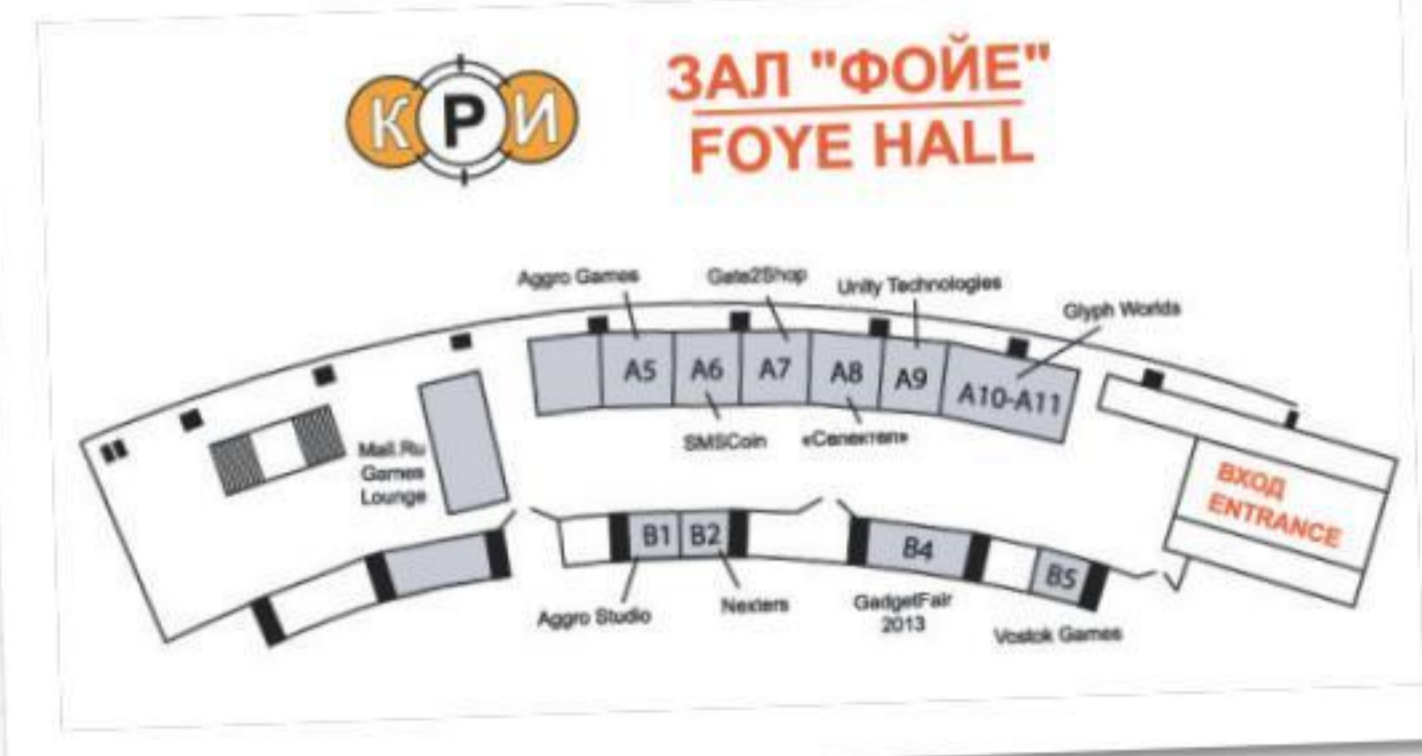 КРИ
ЗАЛ "ФОЙЕ"
FOYE HALL
Aggro Games
Gate2Shop
Unity Technologies
Glyph Worlds
A5
A6
A7
A8
A9
A10-A11
SMSCoin
«Селектел»
Mail.Ru
Games
Lounge
ВХОД
ENTRANCE
B1
B2
B4
B5
Aggro Studio
Nexters
GadgetFair
2013
Vostok Games